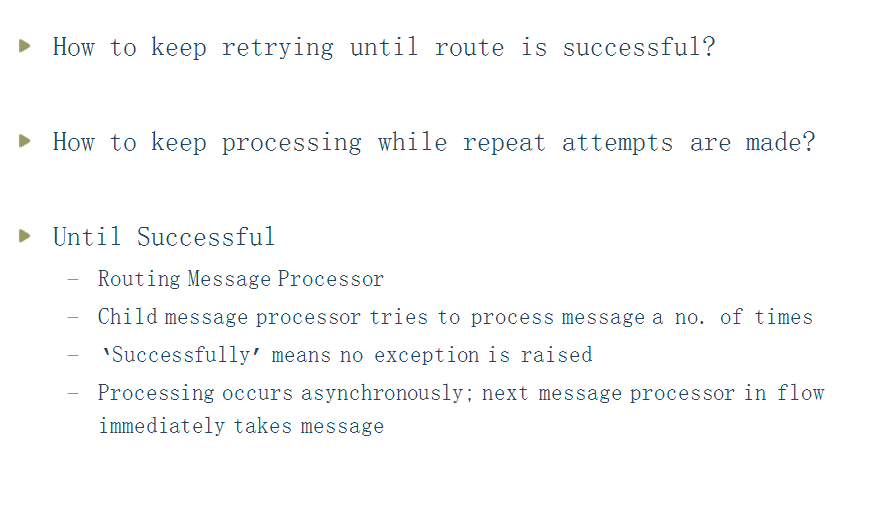 How to keep retrying until route is successful?
How to keep processing while repeat attempts are made?
Until Successful
– Routing Message Processor
– Child message processor tries to process message a no. of times
– ‛Successfully’ means no exception is raised
– Processing occurs asynchronously; next message processor in flow
immediately takes message